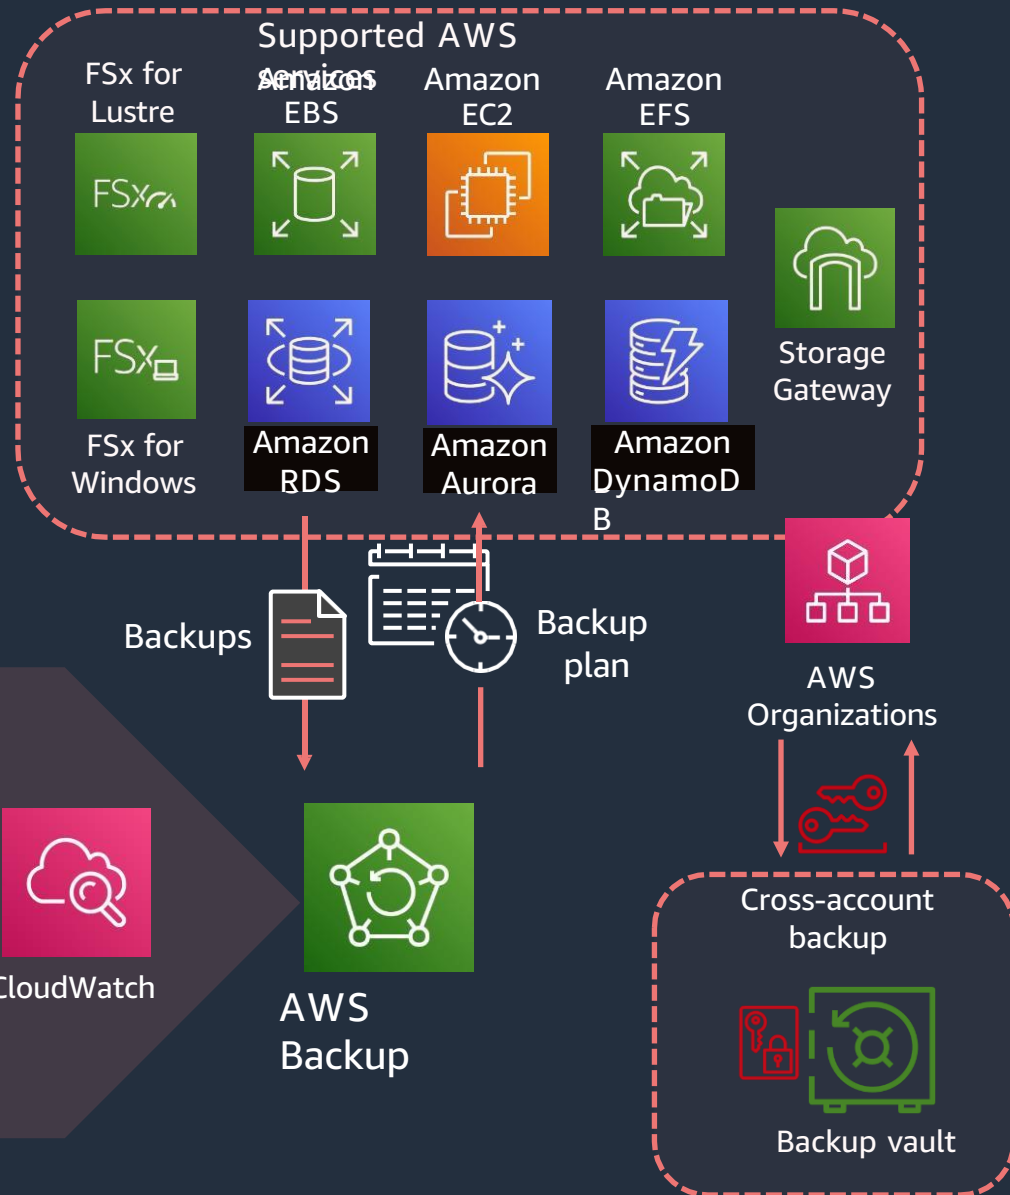 Supported AWS
services
FSx for
Lustre
Amazon
EBS
Amazon
EC2
Amazon
EFS
FSx
FSx
Storage
Gateway
FSx for
Windows
Amazon
RDS
Amazon
Aurora
Amazon
DynamoD
B
Backups
Backup
plan
AWS
Organizations
CloudWatch
AWS
Backup
Cross-account
backup
Backup vault